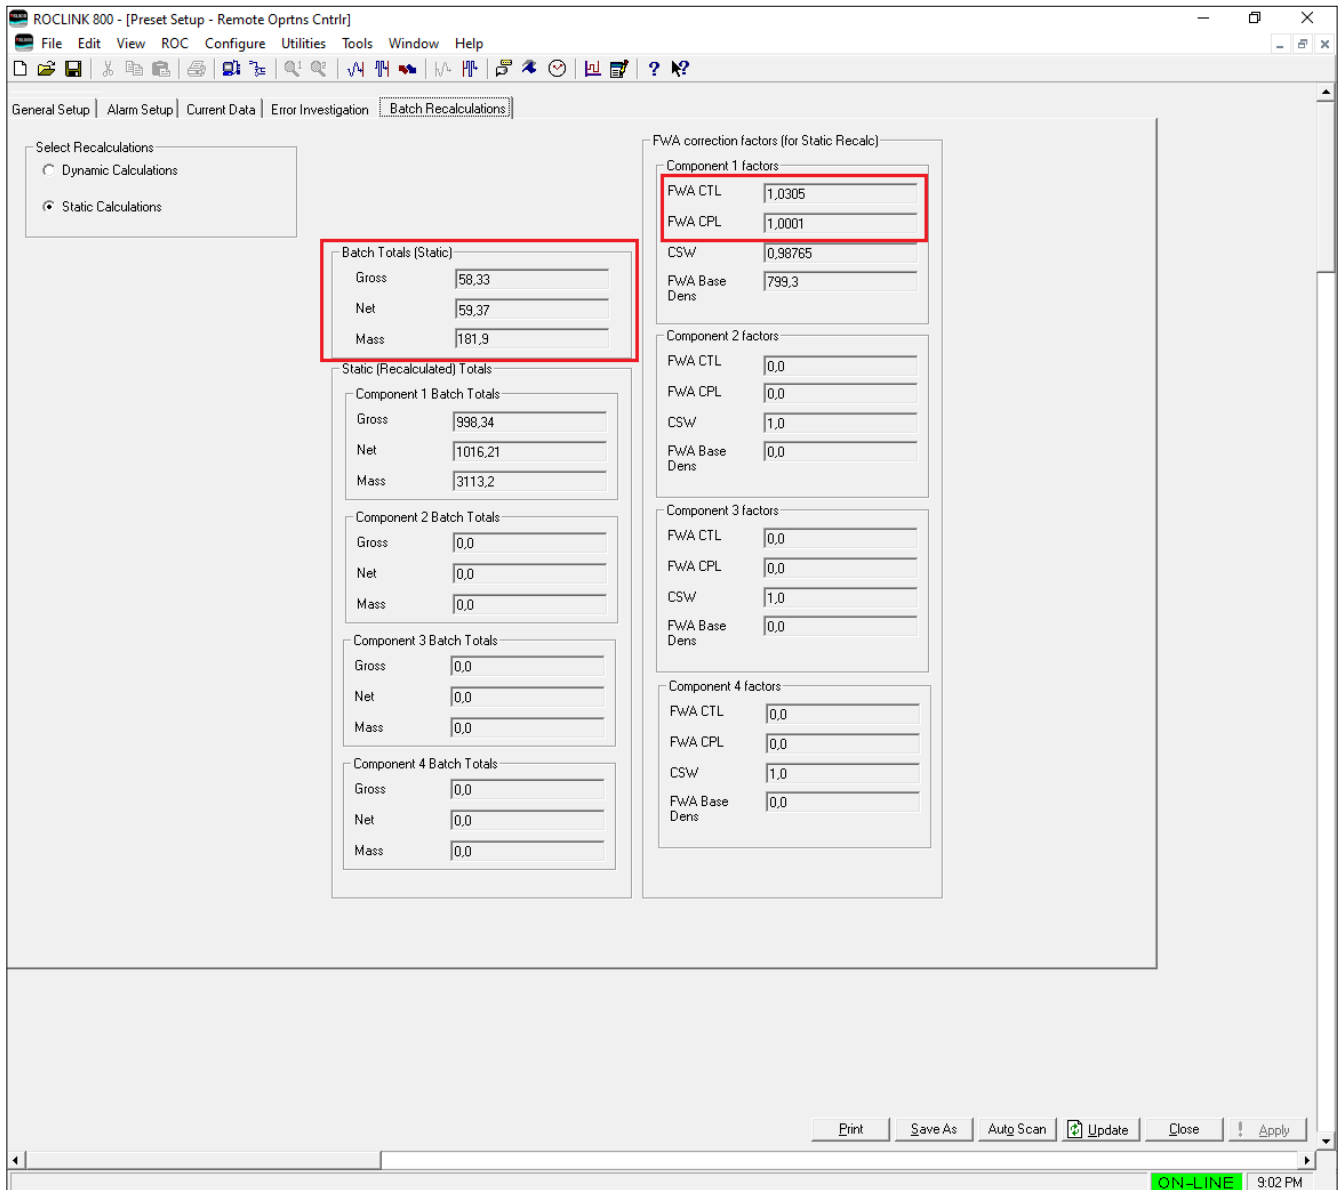 ROCLINK 800 - [Preset Setup - Remote Oprtns Cntrlr]
File Edit View ROC Configure Utilities Tools Window Help
General Setup Alarm Setup Current Data Error Investigation Batch Recalculations
Select Recalculations
Dynamic Calculations
Static Calculations
Batch Totals (Static)
Gross 58,33
Net 59,37
Mass 181,9
Static (Recalculated) Totals
Component 1 Batch Totals
Gross 998,34
Net 1016,21
Mass 3113,2
Component 2 Batch Totals
Gross 0,0
Net 0,0
Mass 0,0
Component 3 Batch Totals
Gross 0,0
Net 0,0
Mass 0,0
Component 4 Batch Totals
Gross 0,0
Net 0,0
Mass 0,0
FWA correction factors (for Static Recalc)
Component 1 factors
FWA CTL 1,0305
FWA CPL 1,0001
CSW 0,98765
FWA Base 799,3
Dens
Component 2 factors
FWA CTL 0,0
FWA CPL 0,0
CSW 1,0
FWA Base 0,0
Dens
Component 3 factors
FWA CTL 0,0
FWA CPL 0,0
CSW 1,0
FWA Base 0,0
Dens
Component 4 factors
FWA CTL 0,0
FWA CPL 0,0
CSW 1,0
FWA Base 0,0
Dens
Print Save As Auto Scan Update Close ! Apply
ON-LINE 9:02 PM